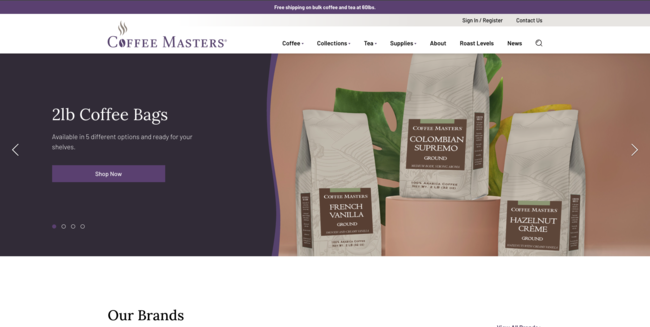 Free shipping on bulk coffee and tea at 60lbs.
Sign In / Register
Contact Us
COFFEE MASTERS®
Coffee
Collections
Tea
Supplies
About
Roast Levels
News
2lb Coffee Bags
Available in 5 different options and ready for your
shelves.
Shop Now
COFFEE MASTERS
COLOMBIAN
SUPREMO
GROUND
COFFEE MASTERS
FRENCH
VANILLA
GROUND
COFFEE MASTERS
HAZELNUT
CRÈME
GROUND
Our Brands